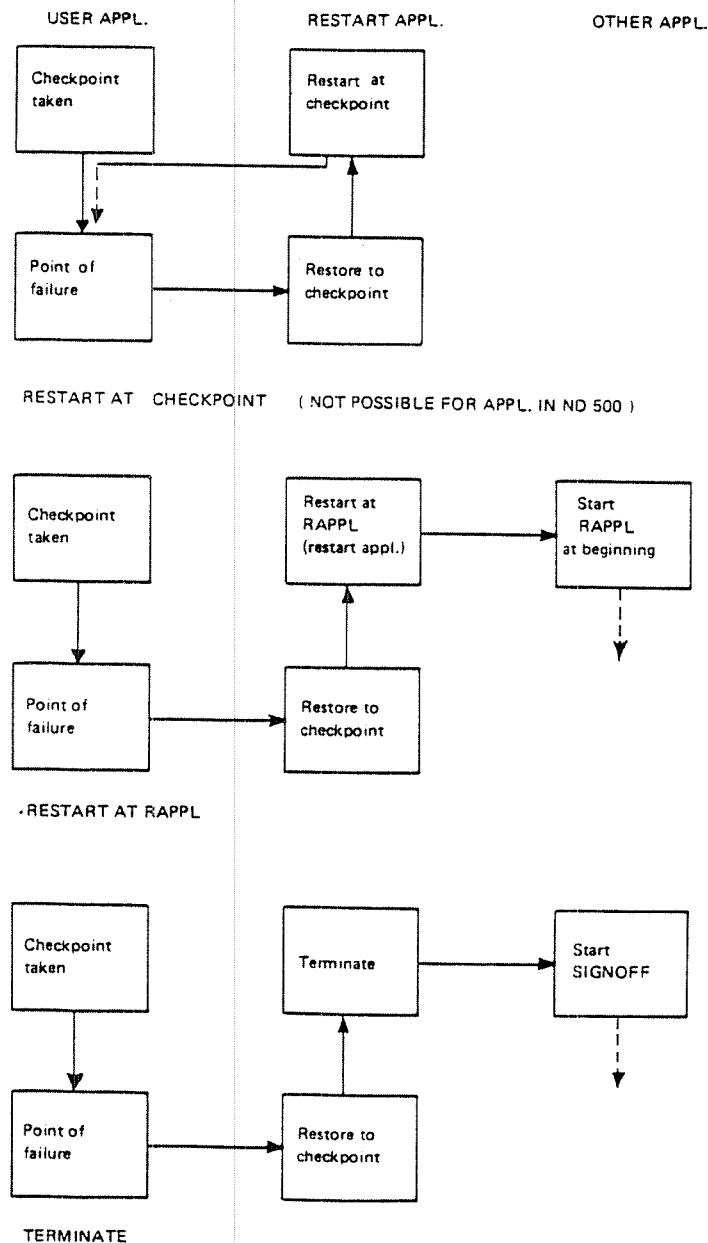 USER APPL.
RESTART APPL.
OTHER APPL.
Checkpoint
taken
Restart at
checkpoint
Point of
failure
Restore to
checkpoint
RESTART AT CHECKPOINT ( NOT POSSIBLE FOR APPL. IN ND 500 )
Checkpoint
taken
Restart at
RAPPL
(restart appl.)
Start
RAPPL
at beginning
Point of
failure
Restore to
checkpoint
RESTART AT RAPPL
Checkpoint
taken
Terminate
Start
SIGNOFF
Point of
failure
Restore to
checkpoint
TERMINATE